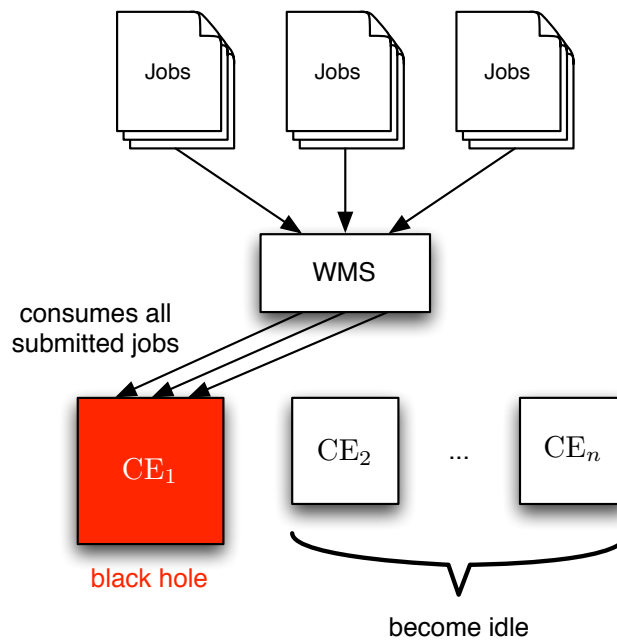 Jobs
Jobs
Jobs
WMS
consumes all
submitted jobs
CE₁
CE₂
...
CEₙ
black hole
become idle